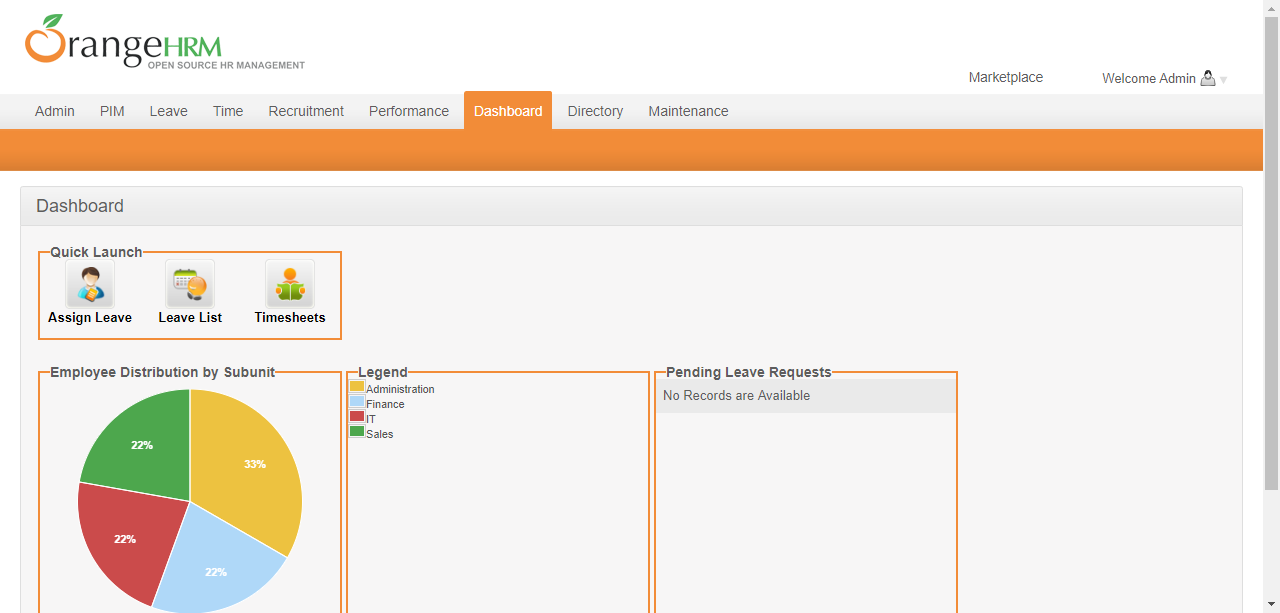 OrangeHRM
OPEN SOURCE HR MANAGEMENT
Marketplace Welcome Admin
Admin PIM Leave Time Recruitment Performance Dashboard Directory Maintenance
Dashboard
Quick Launch
Assign Leave Leave List Timesheets
Employee Distribution by Subunit
22%
33%
22%
22%
Legend
Administration
Finance
IT
Sales
Pending Leave Requests
No Records are Available